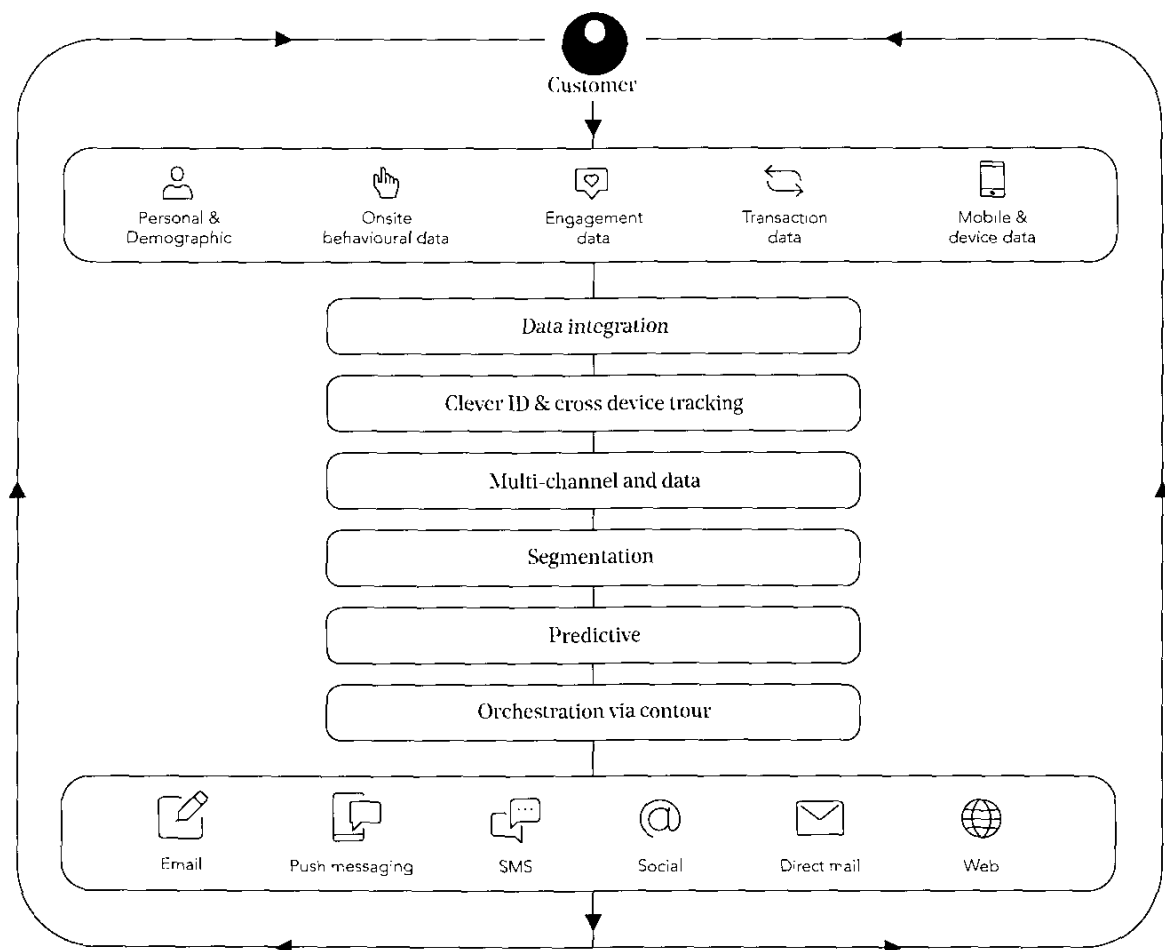 Customer
Personal &
Demographic
Onsite
behavioural data
Engagement
data
Transaction
data
Mobile &
device data
Data integration
Clever ID & cross device tracking
Multi-channel and data
Segmentation
Predictive
Orchestration via contour
Email
Push messaging
SMS
Social
Direct mail
Web